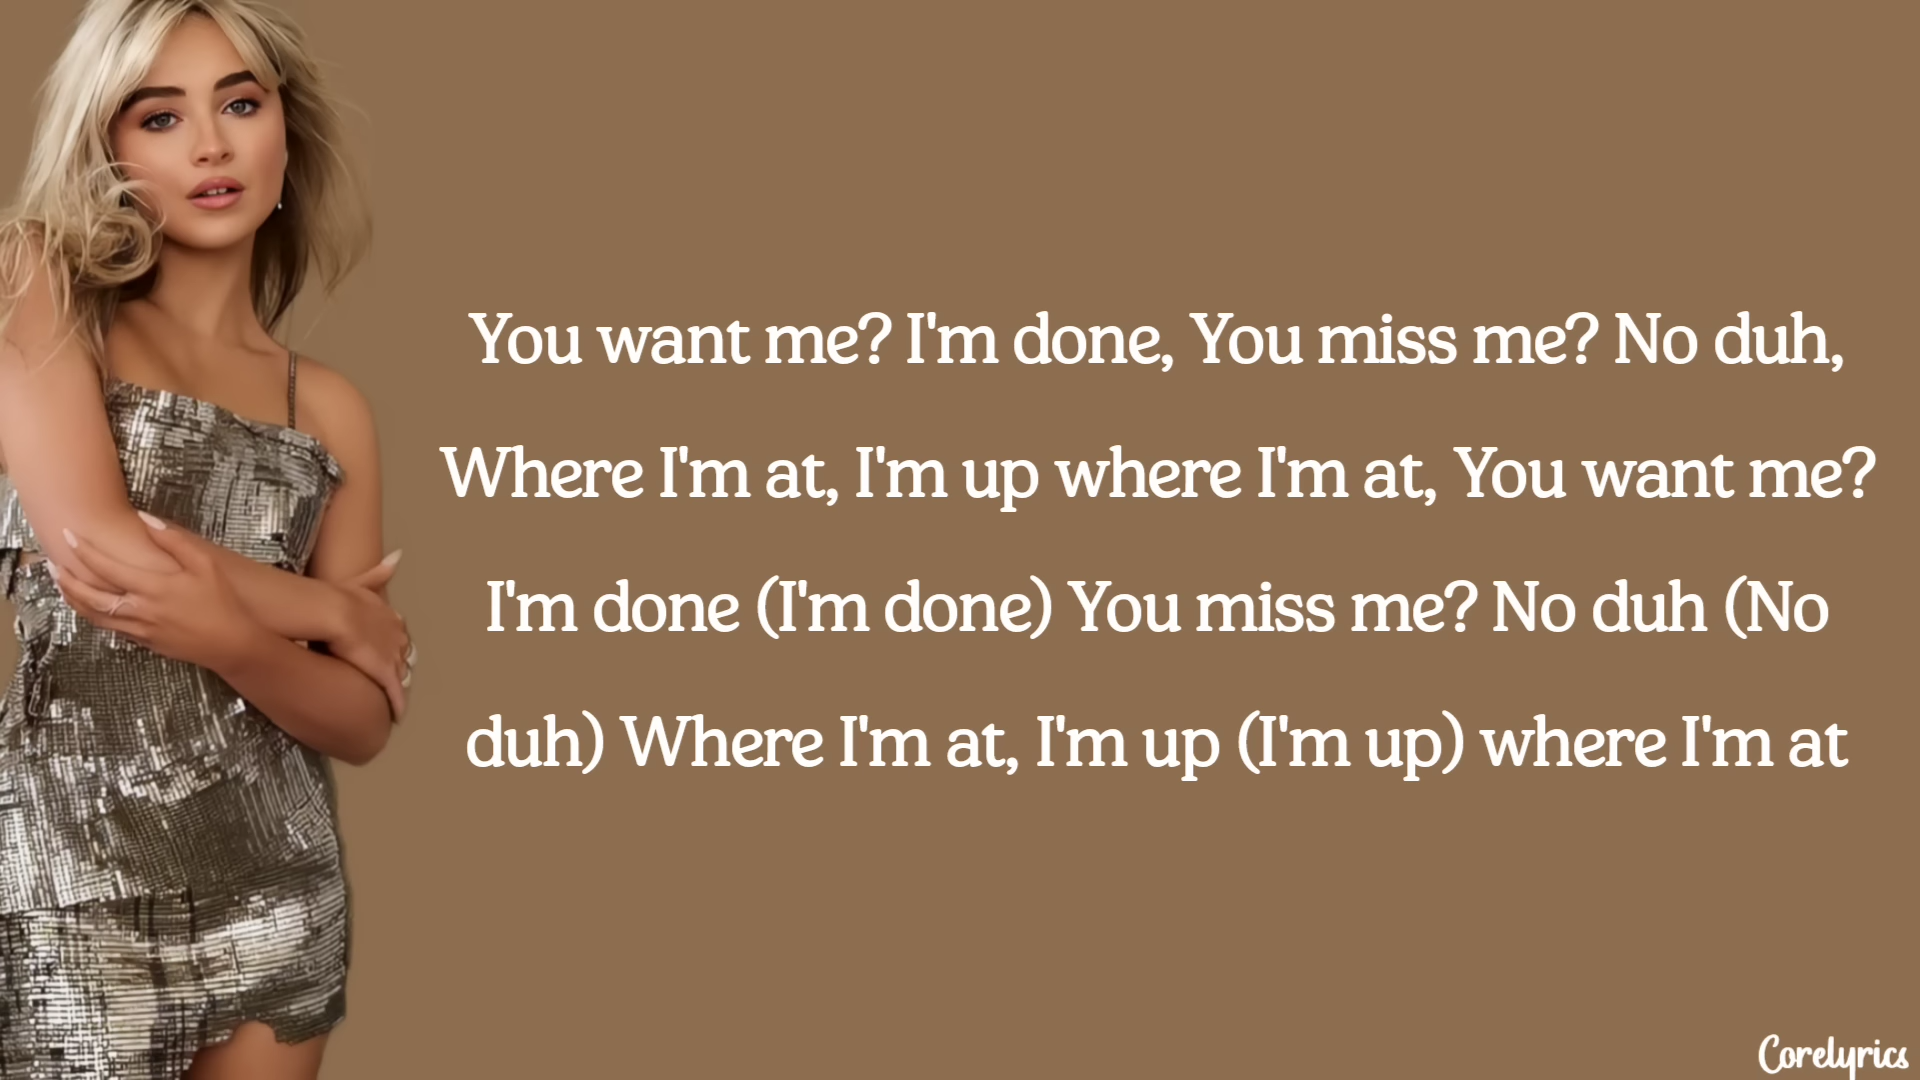 You want me? I'm done, You miss me? No duh,
Where I'm at, I'm up where I'm at, You want me?
I'm done (I'm done) You miss me? No duh (No
duh) Where I'm at, I'm up (I'm up) where I'm at
Corelyrics